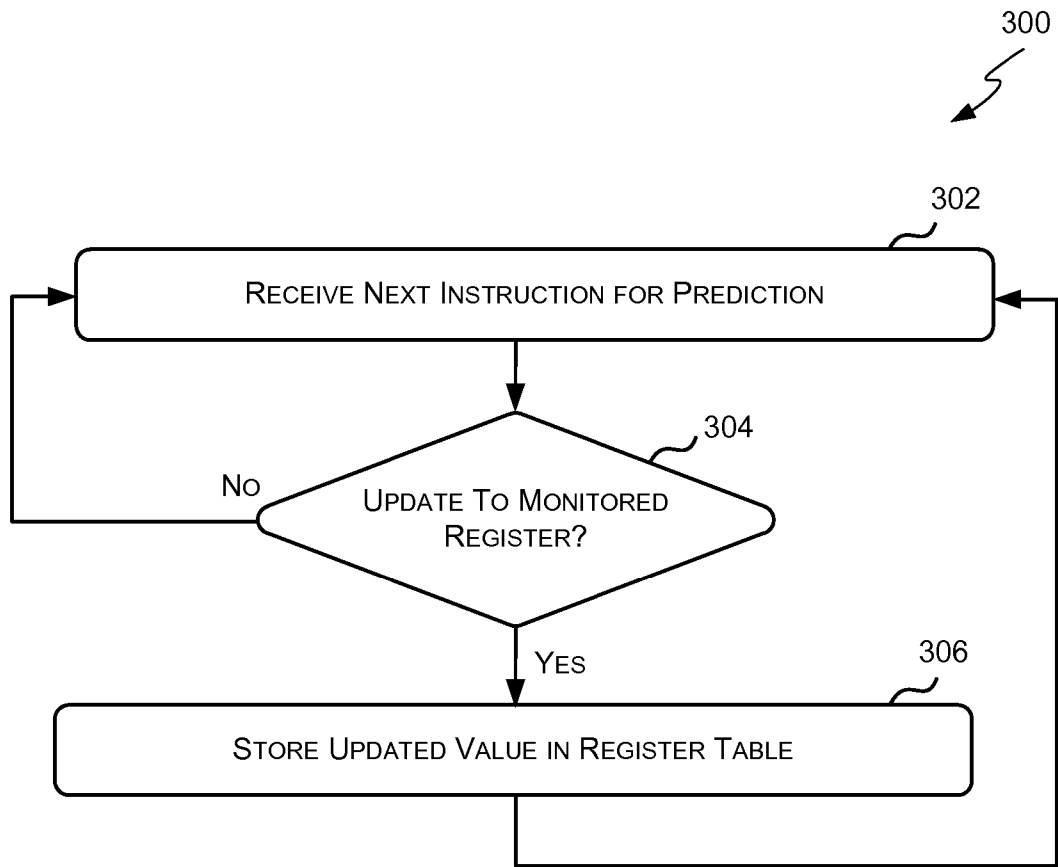 300
302
RECEIVE NEXT INSTRUCTION FOR PREDICTION
304
NO
UPDATE TO MONITORED
REGISTER?
YES
306
STORE UPDATED VALUE IN REGISTER TABLE